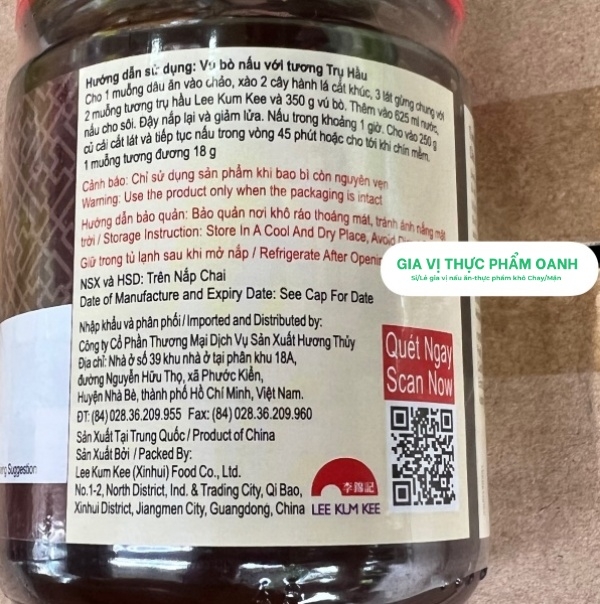 Hướng dẫn sử dụng: Vú bò nấu với tương Trụ Hầu
Cho 1 muỗng dầu ăn vào chảo, xào 2 cây hành lá cắt khúc, 3 lát gừng chung với
2 muỗng tương trụ hầu Lee Kum Kee và 350 g vú bò. Thêm vào 625 ml nước,
nấu cho sôi. Đậy nắp lại và giảm lửa. Nấu trong khoảng 1 giờ. Cho vào 250 g
củ cải cắt lát và tiếp tục nấu trong vòng 45 phút hoặc cho tới khi chín mềm.
1 muỗng tương đương 18 g
Cảnh báo: Chỉ sử dụng sản phẩm khi bao bì còn nguyên vẹn
Warning: Use the product only when the packaging is intact
Hướng dẫn bảo quản: Bảo quản nơi khô ráo thoáng mát, tránh ánh nắng mặt
trời / Storage Instruction: Store In A Cool And Dry Place, Avoid
Giữ trong tủ lạnh sau khi mở nắp / Refrigerate After
GIA VỊ THỰC PHẨM OANH
Sỉ/Lẻ gia vị nấu ăn-thực phẩm khô Chay/Mặn
NSX và HSD: Trên Nắp Chai
Date of Manufacture and Expiry Date: See Cap For Date
Nhập khẩu và phân phối / Imported and Distributed by:
Công ty Cổ Phần Thương Mại Dịch Vụ Sản Xuất Hương Thủy
Địa chỉ: Nhà ở số 39 khu nhà ở tại phân khu 18A,
đường Nguyễn Hữu Thọ, xã Phước Kiển,
Huyện Nhà Bè, thành phố Hồ Chí Minh, Việt Nam.
ĐT: (84) 028.36.209.955 Fax: (84) 028.36.209.960
Sản Xuất Tại Trung Quốc / Product of China
Sản Xuất Bởi / Packed By:
Lee Kum Kee (Xinhui) Food Co., Ltd.
No.1-2, North District, Ind. & Trading City, Qi Bao,
Xinhui District, Jiangmen City, Guangdong, China
Quét Ngay
Scan Now
李錦記
LEE KUM KEE
Suggestion